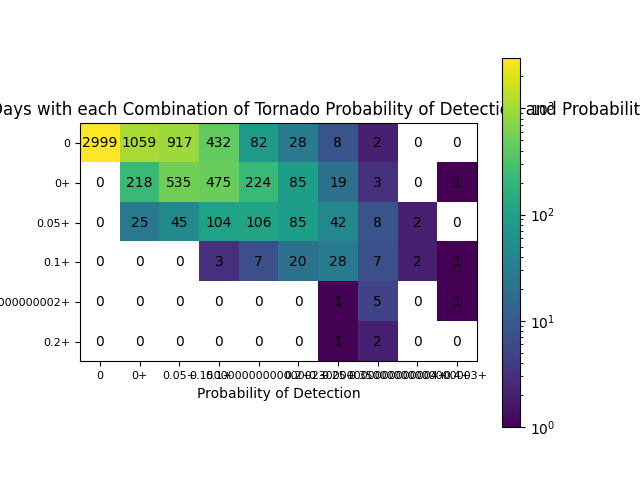 Days with each Combination of Tornado Probability of Detection and Probabilit
0 2999 1059 917 432 82 28 8 2 0 0
0+ 0 218 535 475 224 85 19 3 0 1
0.05+ 0 25 45 104 106 85 42 8 2 0
0.1+ 0 0 0 3 7 20 28 7 2 1
000000002+ 0 0 0 0 0 0 1 5 0 1
0.2+ 0 0 0 0 0 0 1 2 0 0
0 0+ 0.05+
Probability of Detection
10³
10²
10¹
10⁰